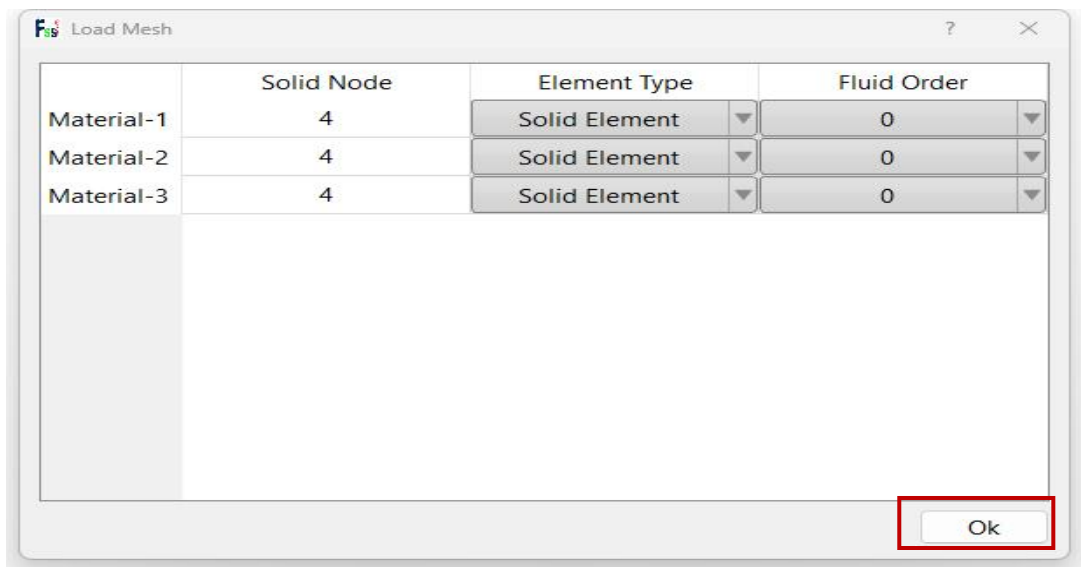 Fssi Load Mesh ? ×
Solid Node Element Type Fluid Order
Material-1 4 Solid Element 0
Material-2 4 Solid Element 0
Material-3 4 Solid Element 0
Ok